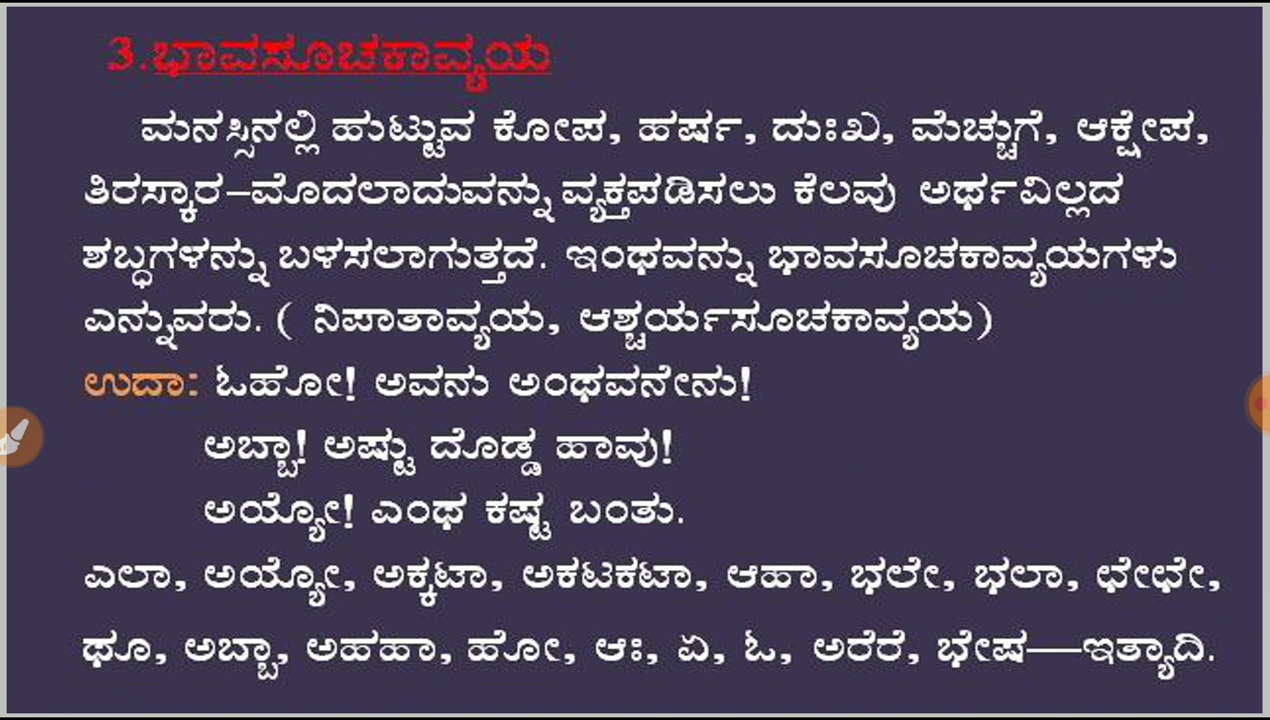 3.ಭಾವಸೂಚಕಾವ್ಯಯ
ಮನಸ್ಸಿನಲ್ಲಿ ಹುಟ್ಟುವ ಕೋಪ, ಹರ್ಷ, ದುಃಖ, ಮೆಚ್ಚುಗೆ, ಆಕ್ಷೇಪ,
ತಿರಸ್ಕಾರ–ಮೊದಲಾದುವನ್ನು ವ್ಯಕ್ತಪಡಿಸಲು ಕೆಲವು ಅರ್ಥವಿಲ್ಲದ
ಶಬ್ಧಗಳನ್ನು ಬಳಸಲಾಗುತ್ತದೆ. ಇಂಥವನ್ನು ಭಾವಸೂಚಕಾವ್ಯಯಗಳು
ಎನ್ನುವರು. ( ನಿಪಾತಾವ್ಯಯ, ಆಶ್ಚರ್ಯಸೂಚಕಾವ್ಯಯ)
ಉದಾ: ಓಹೋ! ಅವನು ಅಂಥವನೇನು!
ಅಬ್ಬಾ! ಅಷ್ಟು ದೊಡ್ಡ ಹಾವು!
ಅಯ್ಯೋ! ಎಂಥ ಕಷ್ಟ ಬಂತು.
ಎಲಾ, ಅಯ್ಯೋ, ಅಕ್ಕಟಾ, ಅಕಟಕಟಾ, ಆಹಾ, ಭಲೇ, ಭಲಾ, ಛೇಛೇ,
ಥೂ, ಅಬ್ಬಾ, ಅಹಹಾ, ಹೋ, ಆಃ, ಏ, ಓ, ಅರೆರೆ, ಭೇಷ——ಇತ್ಯಾದಿ.